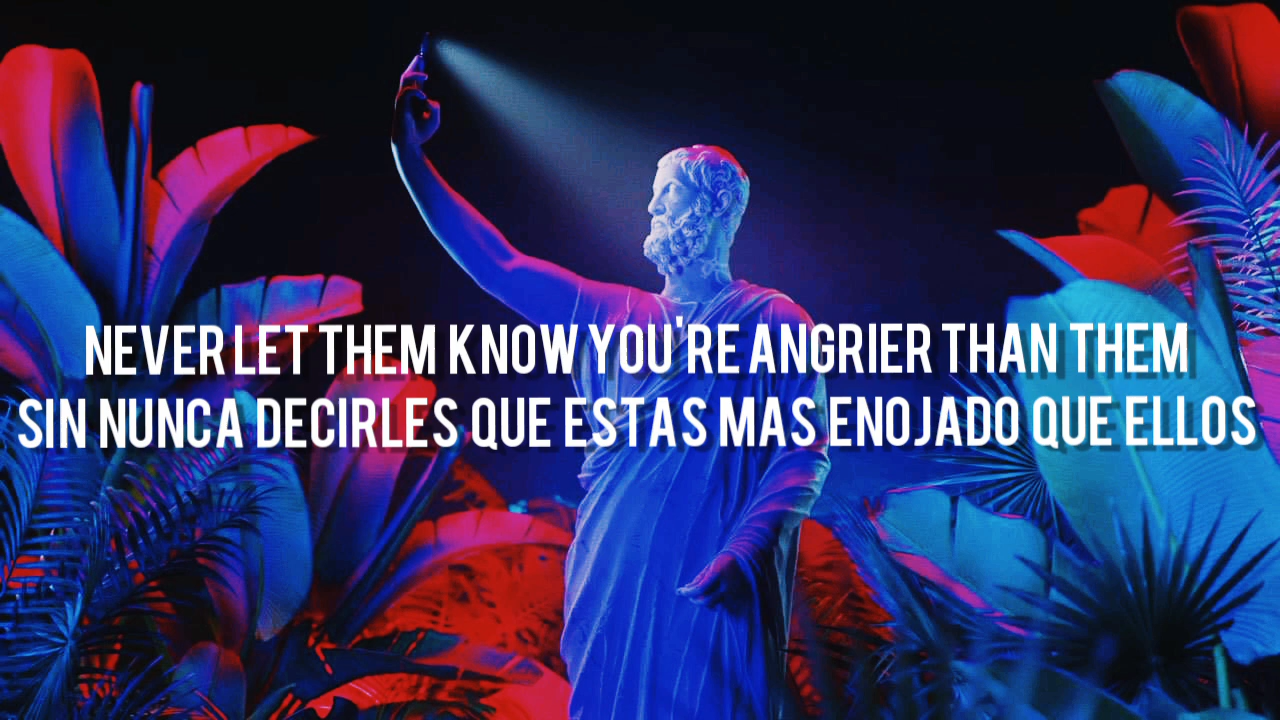 NEVER LET THEM KNOW YOU'RE ANGRIER THAN THEM
SIN NUNCA DECIRLES QUE ESTAS MAS ENOJADO QUE ELLOS